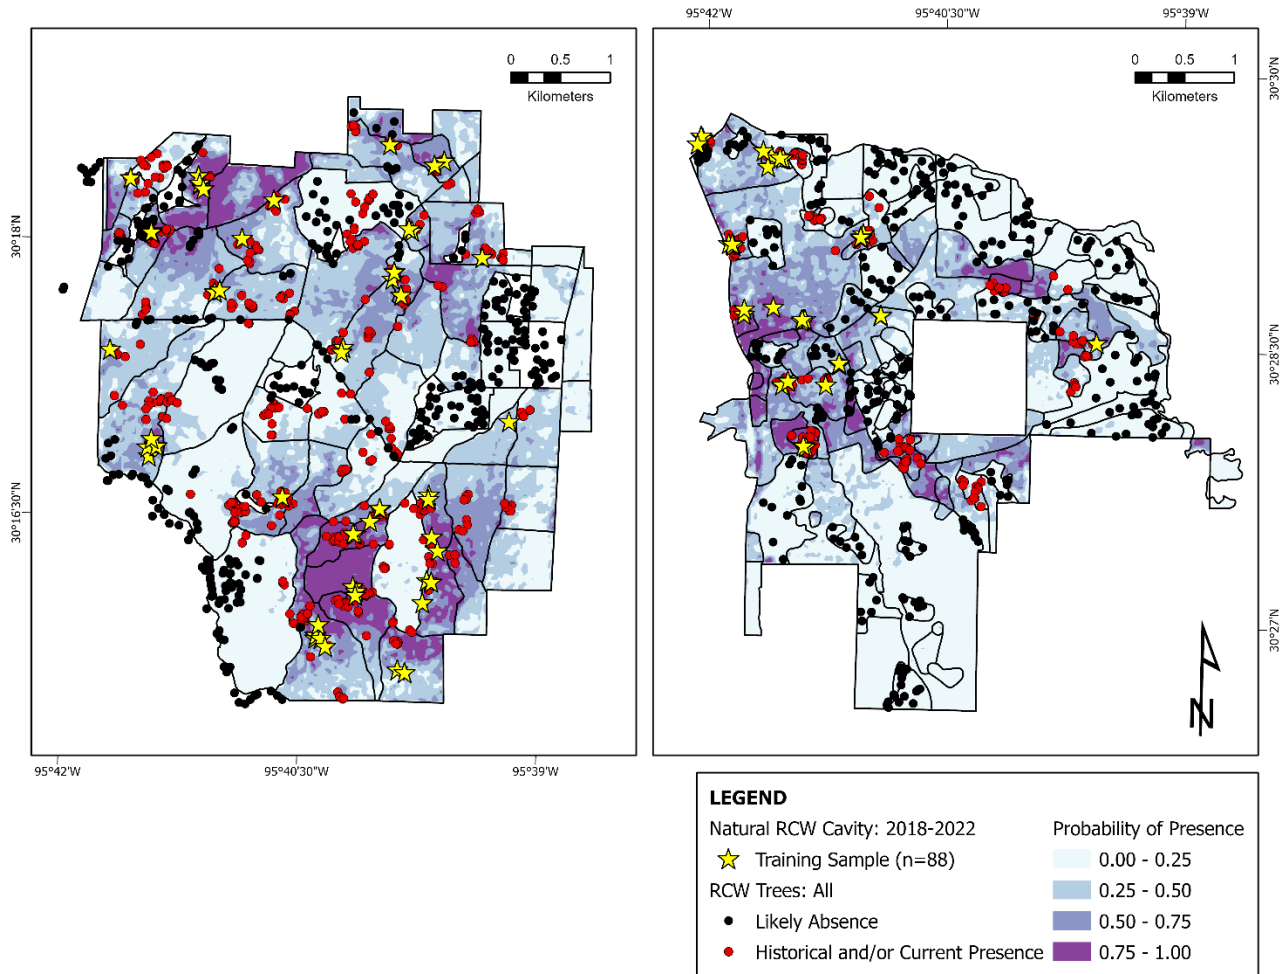 95°42'W 95°40'30"W 95°39'W
0 0.5 1
Kilometers
0 0.5 1
Kilometers
30°30'N
30°18'N
30°28'30"N
30°16'30"N
30°27'N
N
95°42'W 95°40'30"W 95°39'W
LEGEND
Natural RCW Cavity: 2018-2022
Training Sample (n=88)
RCW Trees: All
Likely Absence
Historical and/or Current Presence
Probability of Presence
0.00 - 0.25
0.25 - 0.50
0.50 - 0.75
0.75 - 1.00